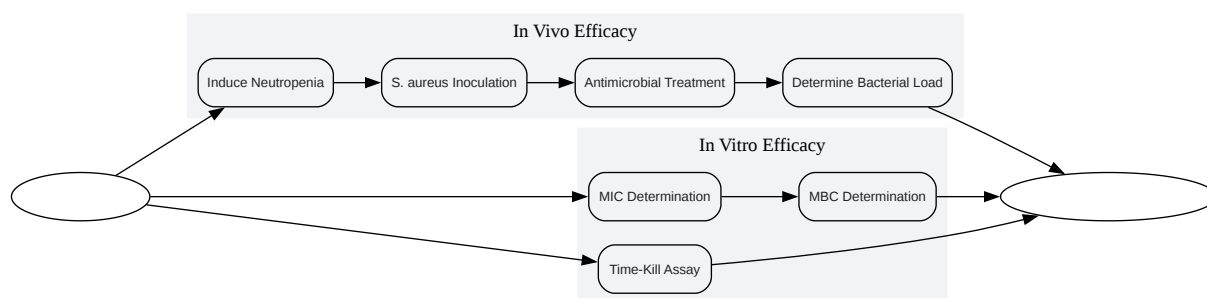 In Vivo Efficacy
Induce Neutropenia
S. aureus Inoculation
Antimicrobial Treatment
Determine Bacterial Load
In Vitro Efficacy
MIC Determination
MBC Determination
Time-Kill Assay